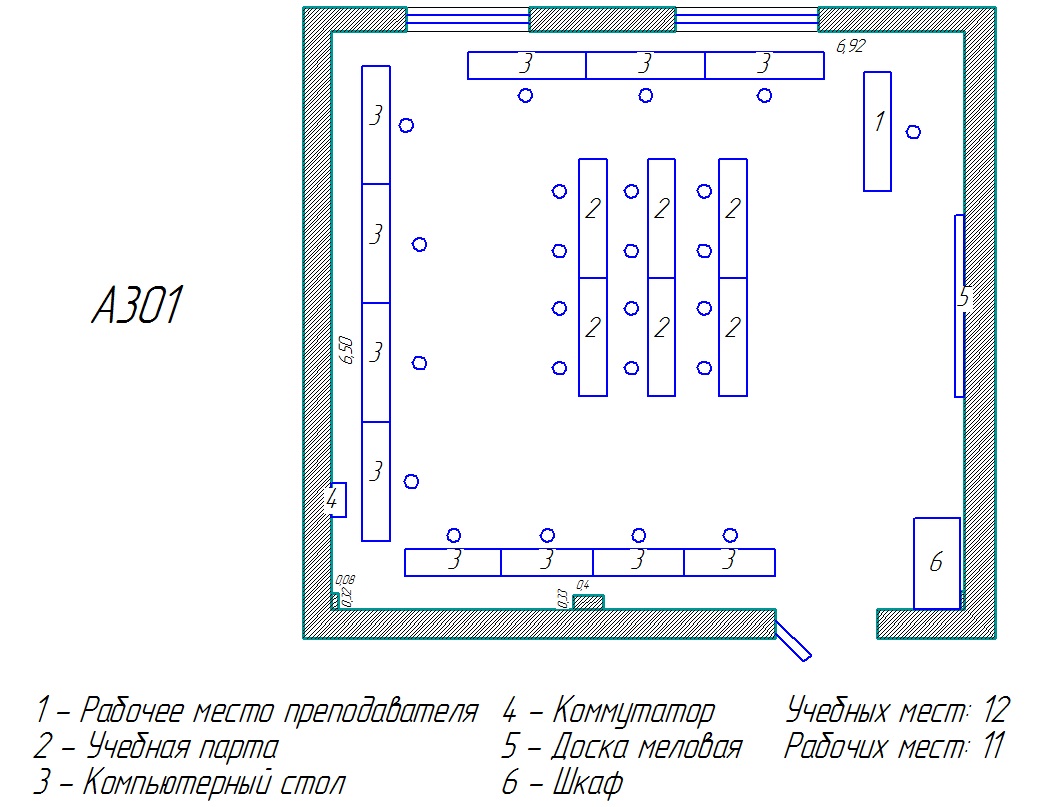 6,92
3 3 3
1
3
2 2 2
3
А301
5
2 2 2
6,50
3
3
4
3 3 3 3
6
0,08
0,32
0,33
0,4
1 – Рабочее место преподавателя
2 – Учебная парта
3 – Компьютерный стол
4 – Коммутатор
5 – Доска меловая
6 – Шкаф
Учебных мест: 12
Рабочих мест: 11